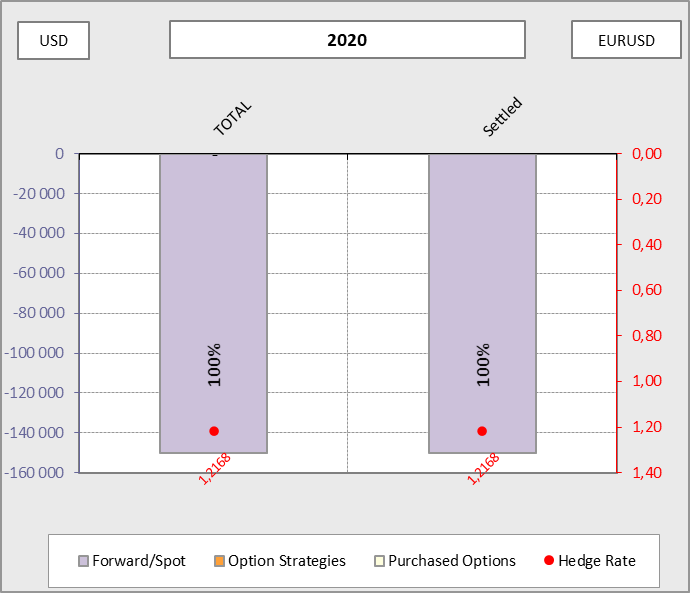 USD
2020
EURUSD
TOTAL
Settled
0
-20 000
-40 000
-60 000
-80 000
-100 000
-120 000
-140 000
-160 000
0,00
0,20
0,40
0,60
0,80
1,00
1,20
1,40
100%
100%
1,2168
1,2168
Forward/Spot
Option Strategies
Purchased Options
Hedge Rate